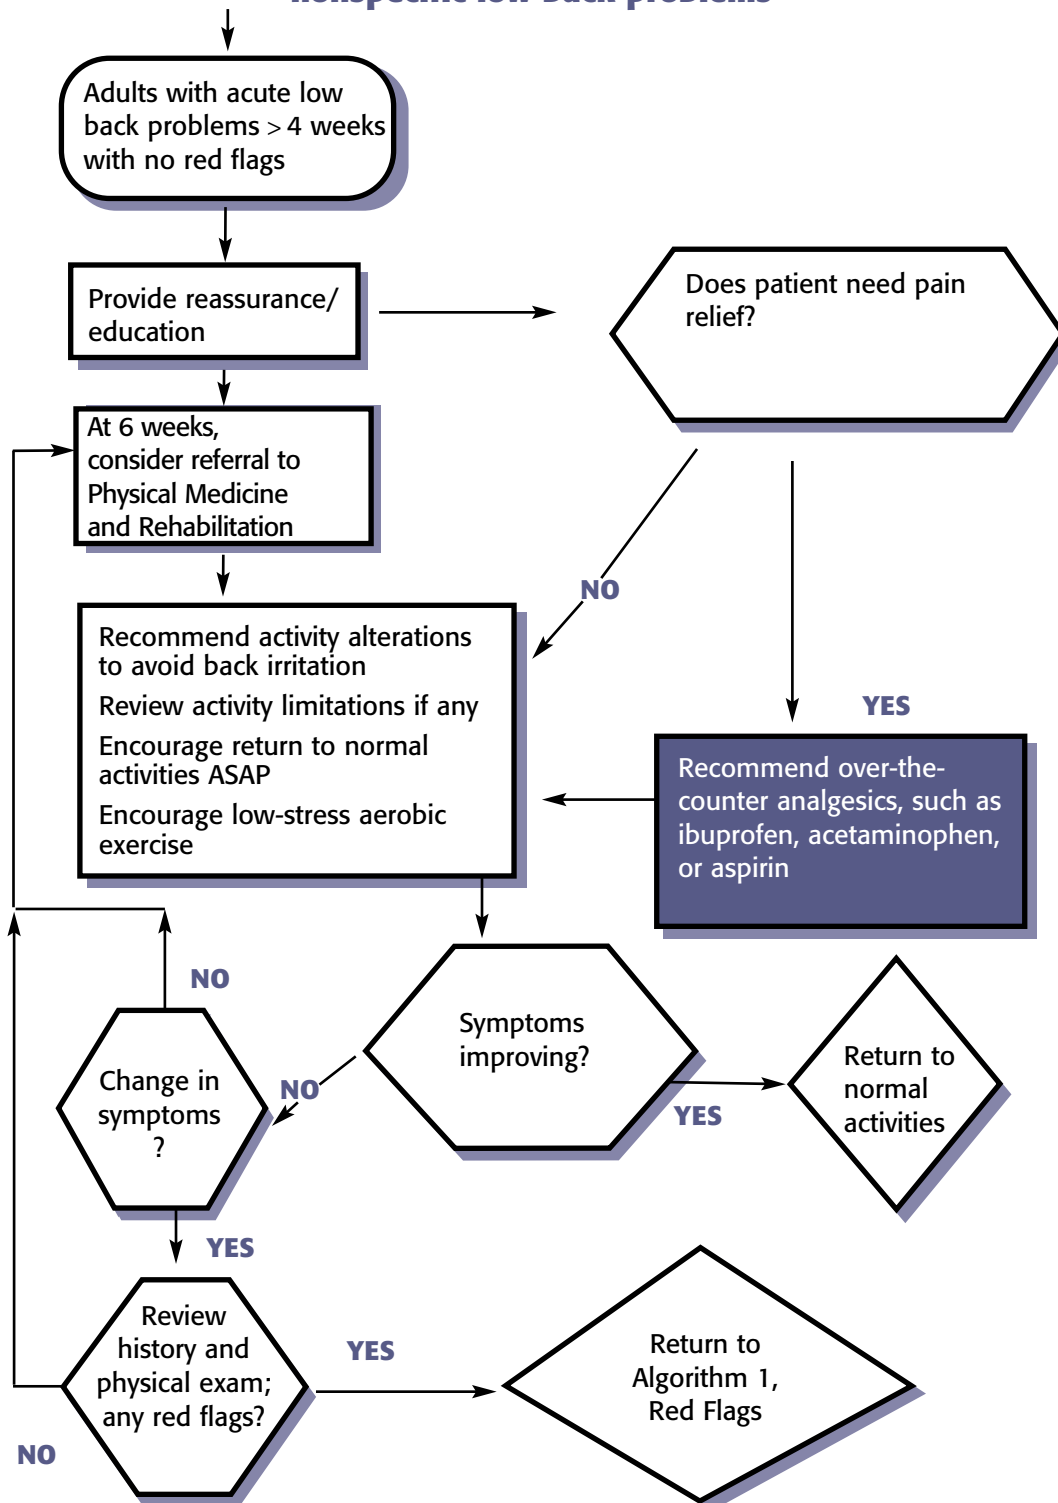 nonspecific low back problems
Adults with acute low
back problems > 4 weeks
with no red flags
Provide reassurance/
education
Does patient need pain
relief?
At 6 weeks,
consider referral to
Physical Medicine
and Rehabilitation
NO
Recommend activity alterations
to avoid back irritation
Review activity limitations if any
Encourage return to normal
activities ASAP
Encourage low-stress aerobic
exercise
YES
Recommend over-the-
counter analgesics, such as
ibuprofen, acetaminophen,
or aspirin
NO
Symptoms
improving?
Return to
normal
activities
Change in
symptoms
?
NO
YES
YES
Review
history and
physical exam;
any red flags?
YES
Return to
Algorithm 1,
Red Flags
NO